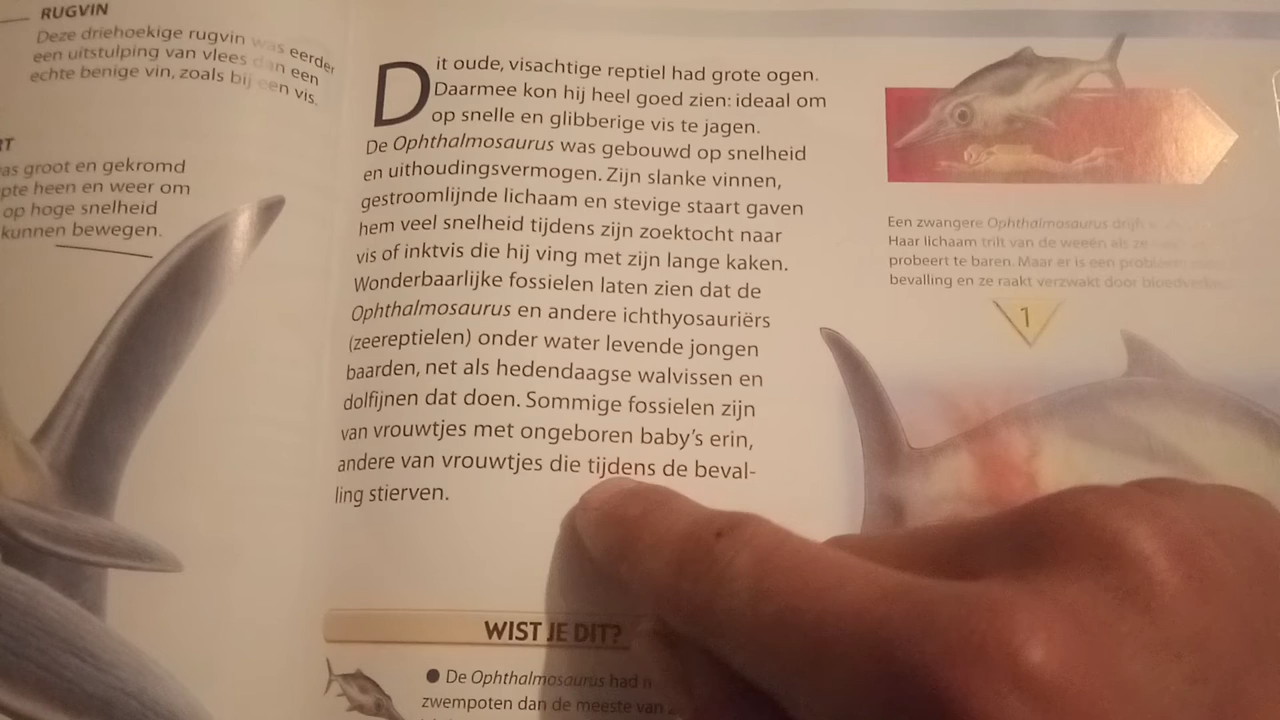 RUGVIN
Deze driehoekige rugvin was eerder
een uitstulping van vlees dan een
echte benige vin, zoals bij een vis.
RT
as groot en gekromd
pte heen en weer om
op hoge snelheid
kunnen bewegen.
Dit oude, visachtige reptiel had grote ogen.
Daarmee kon hij heel goed zien: ideaal om
op snelle en glibberige vis te jagen.
De Ophthalmosaurus was gebouwd op snelheid
en uithoudingsvermogen. Zijn slanke vinnen,
gestroomlijnde lichaam en stevige staart gaven
hem veel snelheid tijdens zijn zoektocht naar
vis of inktvis die hij ving met zijn lange kaken.
Wonderbaarlijke fossielen laten zien dat de
Ophthalmosaurus en andere ichthyosauriërs
(zeereptielen) onder water levende jongen
baarden, net als hedendaagse walvissen en
dolfijnen dat doen. Sommige fossielen zijn
van vrouwtjes met ongeboren baby's erin,
andere van vrouwtjes die tijdens de beval-
ling stierven.
WIST JE DIT?
● De Ophthalmosaurus had
zwempoten dan de meeste van
Een zwangere Ophthalmosaurus drijft
Haar lichaam trilt van de weeën als ze
probeert te baren. Maar er is een probleem
bevalling en ze raakt verzwakt door
1